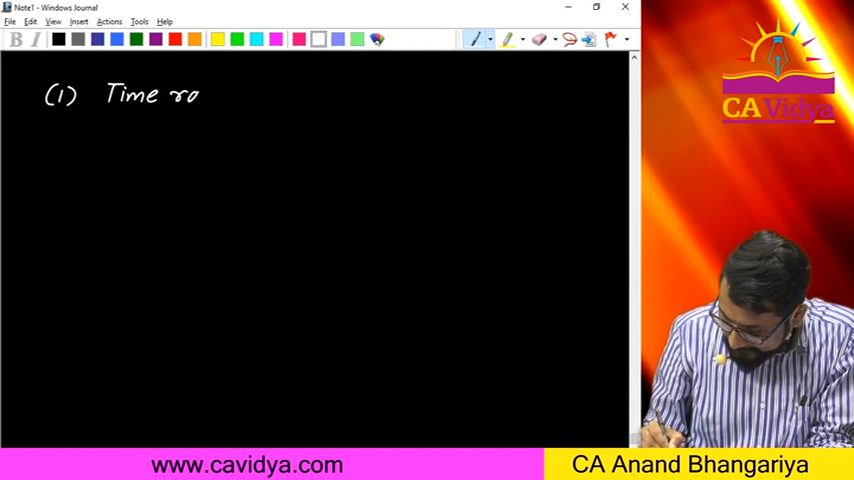 Note1 - Windows Journal
File Edit View Insert Actions Tools Help
B I
(1) Time ro
CA Vidya
www.cavidya.com
CA Anand Bhangariya